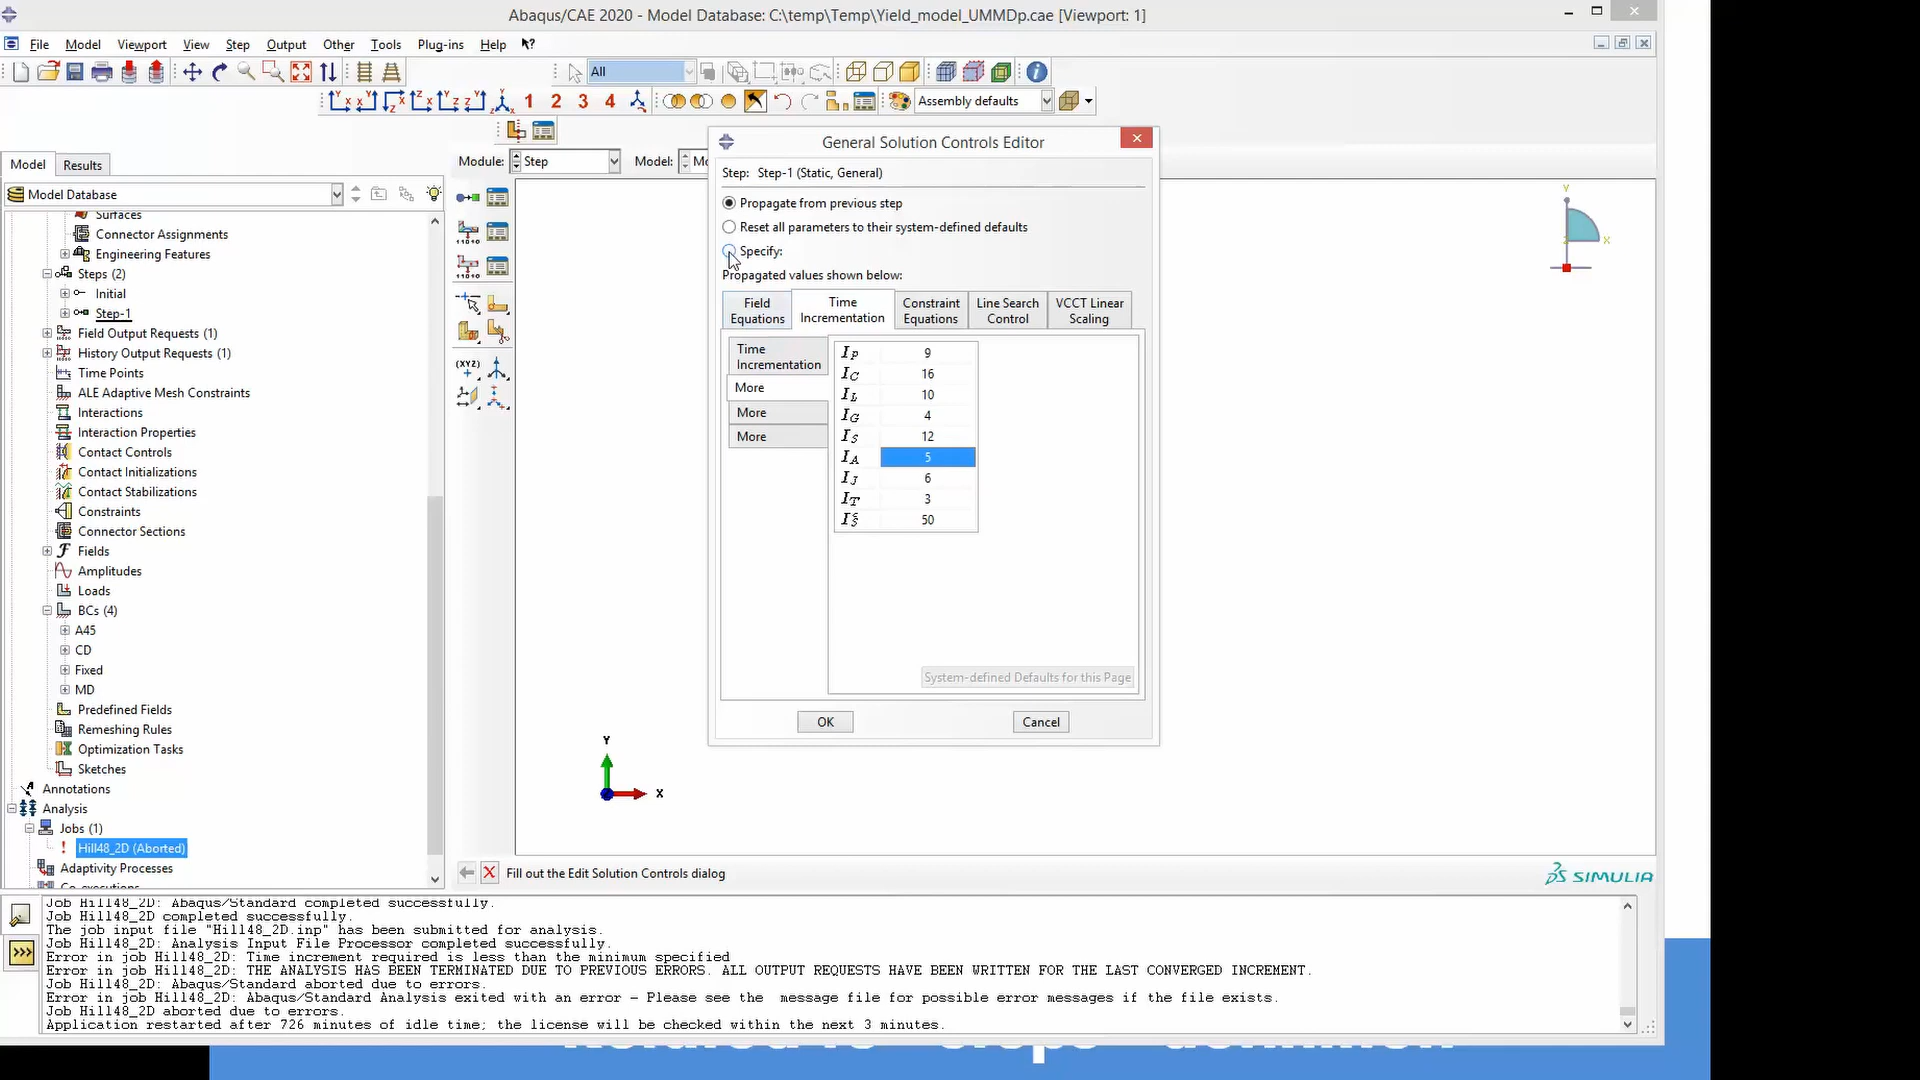 Abaqus/CAE 2020 - Model Database: C:\temp\Temp\Yield_model_UMMDp.cae [Viewport: 1]
File Model Viewport View Step Output Other Tools Plug-ins Help
All
1 2 3 4 Assembly defaults
Model Results Module: Step Model: Mo
Model Database
Surfaces
Connector Assignments
Engineering Features
Steps (2)
Initial
Step-1
Field Output Requests (1)
History Output Requests (1)
Time Points
ALE Adaptive Mesh Constraints
Interactions
Interaction Properties
Contact Controls
Contact Initializations
Contact Stabilizations
Constraints
Connector Sections
Fields
Amplitudes
Loads
BCs (4)
A45
CD
Fixed
MD
Predefined Fields
Remeshing Rules
Optimization Tasks
Sketches
Annotations
Analysis
Jobs (1)
Hill48_2D (Aborted)
Adaptivity Processes
General Solution Controls Editor
Step: Step-1 (Static, General)
Propagate from previous step
Reset all parameters to their system-defined defaults
Specify:
Propagated values shown below:
Field Equations
Time Incrementation
Constraint Equations
Line Search Control
VCCT Linear Scaling
Time Incrementation
More
More
More
I_P 9
I_C 16
I_L 10
I_G 4
I_S 12
I_A 5
I_J 6
I_T 3
I_S^c 50
System-defined Defaults for this Page
OK Cancel
Y
X
Y
X
Fill out the Edit Solution Controls dialog
SIMULIA
Job Hill48_2D: Abaqus/Standard completed successfully.
Job Hill48_2D completed successfully.
The job input file "Hill48_2D.inp" has been submitted for analysis.
Job Hill48_2D: Analysis Input File Processor completed successfully.
Error in job Hill48_2D: Time increment required is less than the minimum specified
Error in job Hill48_2D: THE ANALYSIS HAS BEEN TERMINATED DUE TO PREVIOUS ERRORS. ALL OUTPUT REQUESTS HAVE BEEN WRITTEN FOR THE LAST CONVERGED INCREMENT.
Job Hill48_2D: Abaqus/Standard aborted due to errors.
Error in job Hill48_2D: Abaqus/Standard Analysis exited with an error - Please see the message file for possible error messages if the file exists.
Job Hill48_2D aborted due to errors.
Application restarted after 726 minutes of idle time; the license will be checked within the next 3 minutes.